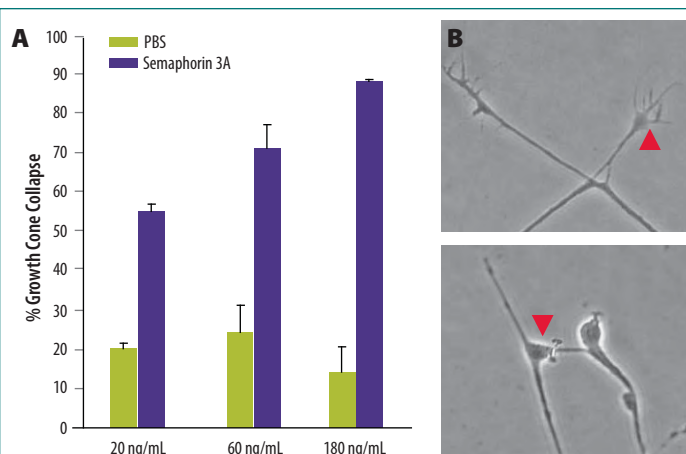 A
% Growth Cone Collapse
100
90
80
70
60
50
40
30
20
10
0
PBS
Semaphorin 3A
20 ng/mL
60 ng/mL
180 ng/mL
B